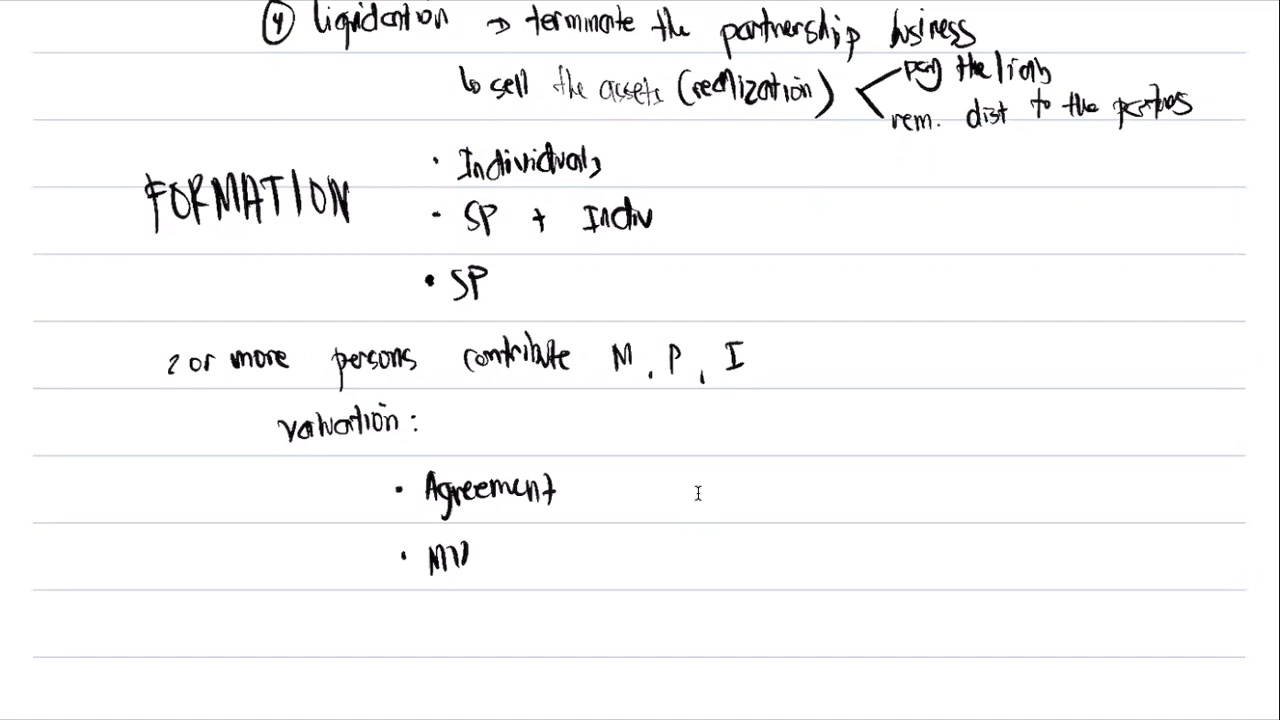 ④ liquidation → terminate the partnership business
↳ sell the assets (realization) < pay the liab
rem. dist to the partners
FORMATION
• Individuals
• SP + Indiv
• SP
2 or more persons contribute M, P, I
valuation:
• Agreement
• MV